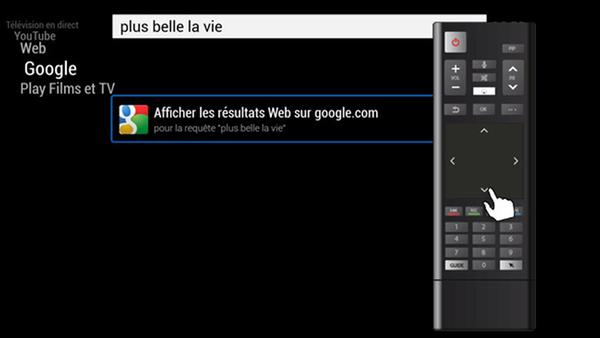 Télévision en direct
YouTube
Web
Google
Play Films et TV
plus belle la vie
Afficher les résultats Web sur google.com
pour la requête "plus belle la vie"
PIP
+ VOL -
OK
1 2 3
4 5 6
7 8 9
GUIDE 0